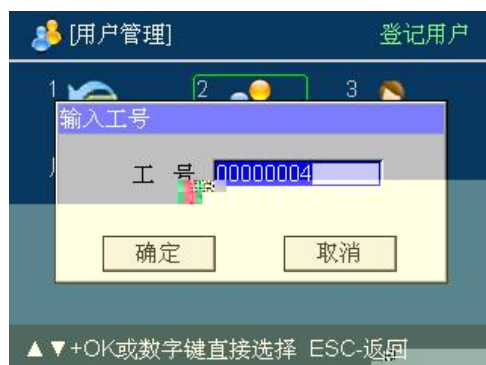 [用户管理] 登记用户
1 2 3
输入工号
工 号 00000004
确定 取消
▲▼+OK或数字键直接选择 ESC-返回